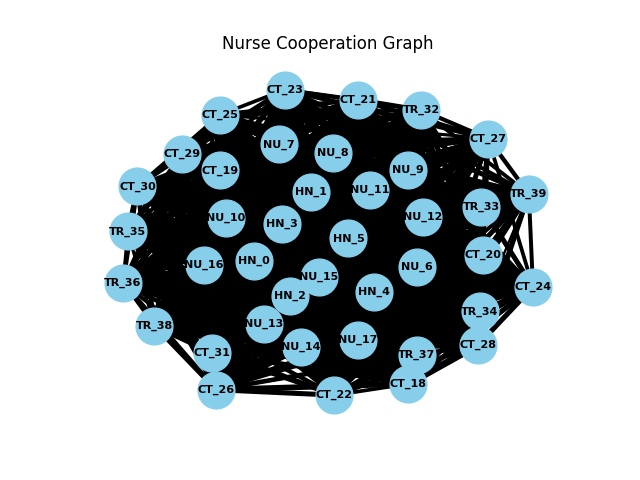 Nurse Cooperation Graph
CT_23
CT_21
TR_32
CT_25
CT_27
NU_7
NU_8
CT_29
CT_19
NU_9
CT_30
HN_1
NU_11
TR_39
TR_33
NU_10
NU_12
HN_3
TR_35
HN_5
CT_20
HN_0
NU_16
NU_6
NU_15
TR_36
CT_24
HN_4
HN_2
TR_34
NU_13
TR_38
NU_17
CT_28
NU_14
CT_31
TR_37
CT_18
CT_26
CT_22